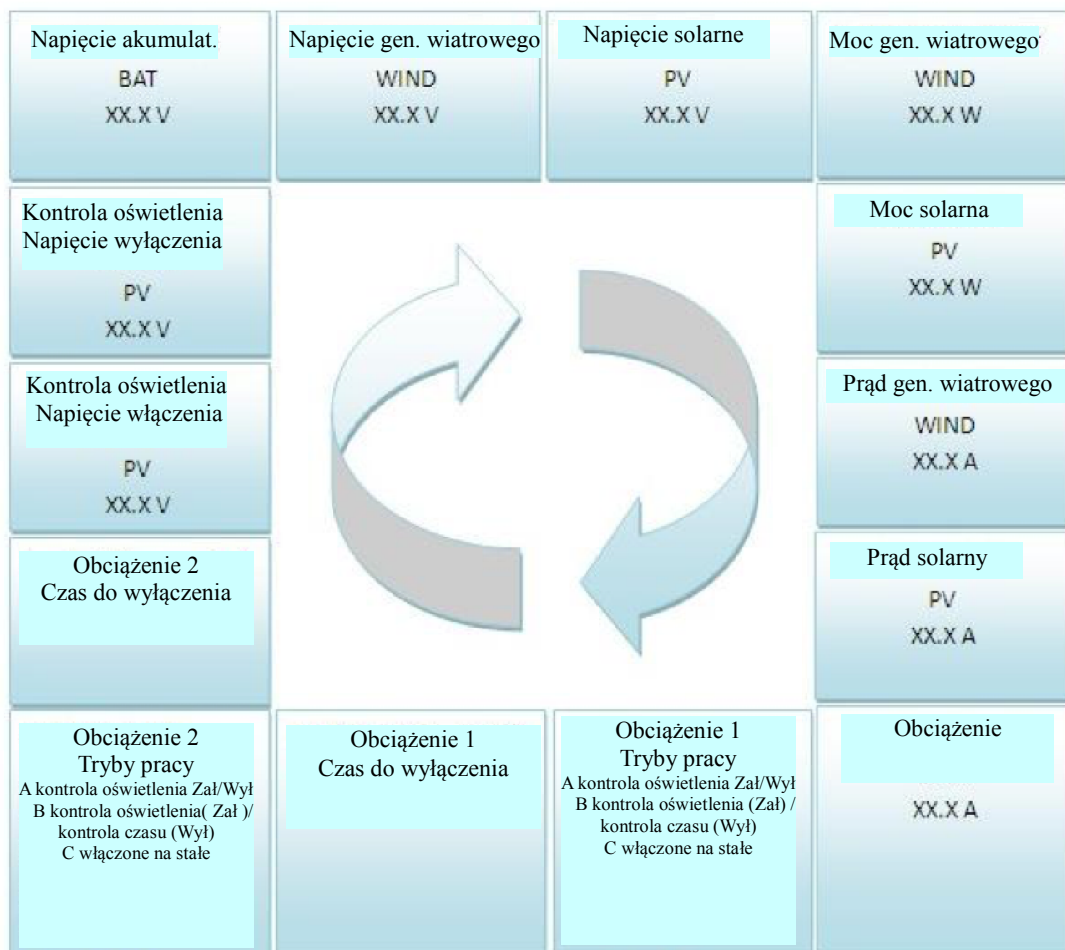 Napięcie akumulat.
BAT
XX.X V
Napięcie gen. wiatrowego
WIND
XX.X V
Napięcie solarne
PV
XX.X V
Moc gen. wiatrowego
WIND
XX.X W
Kontrola oświetlenia
Napięcie wyłączenia
PV
XX.X V
Moc solarna
PV
XX.X W
Kontrola oświetlenia
Napięcie włączenia
PV
XX.X V
Prąd gen. wiatrowego
WIND
XX.X A
Obciążenie 2
Czas do wyłączenia
Prąd solarny
PV
XX.X A
Obciążenie 2
Tryby pracy
A kontrola oświetlenia Zał/Wył
B kontrola oświetlenia( Zał )/
kontrola czasu (Wył)
C włączone na stałe
Obciążenie 1
Czas do wyłączenia
Obciążenie 1
Tryby pracy
A kontrola oświetlenia Zał/Wył
B kontrola oświetlenia (Zał) /
kontrola czasu (Wył)
C włączone na stałe
Obciążenie
XX.X A